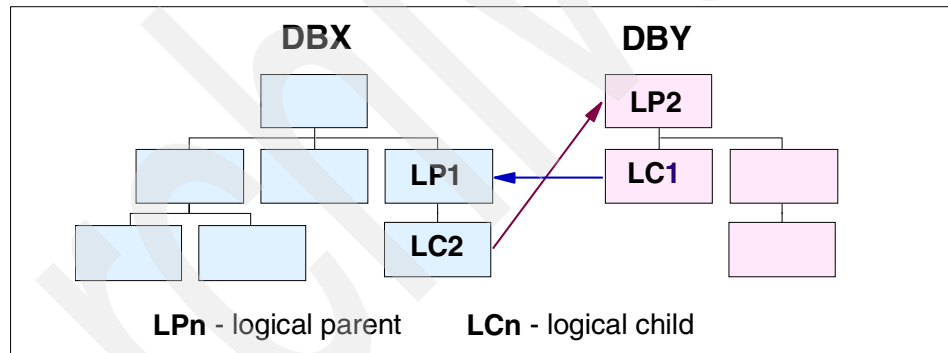 DBX DBY
LP2
LP1 LC1
LC2
LPn - logical parent LCn - logical child